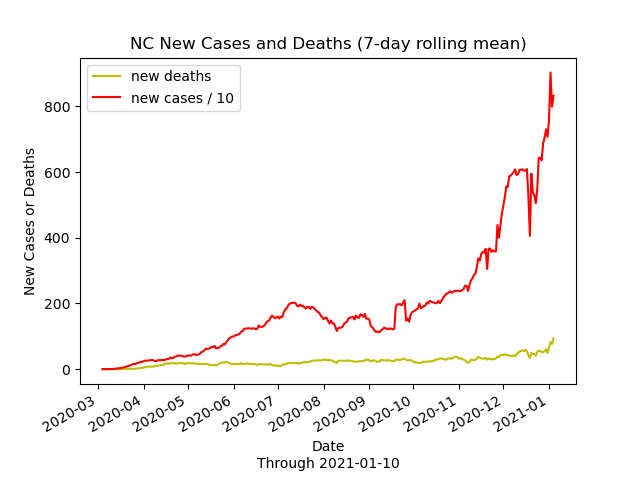 NC New Cases and Deaths (7-day rolling mean)
new deaths
new cases / 10
800
600
400
200
0
New Cases or Deaths
2020-03
2020-04
2020-05
2020-06
2020-07
2020-08
2020-09
2020-10
2020-11
2020-12
2021-01
Date
Through 2021-01-10